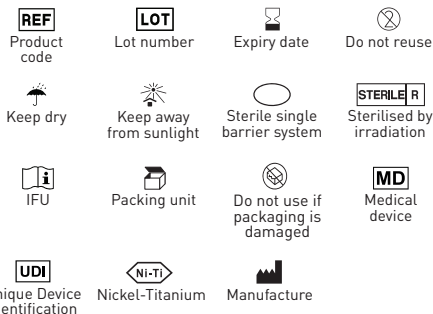 REF LOT 2
Product code Lot number Expiry date Do not reuse
STERILE R
Keep dry Keep away from sunlight Sterile single barrier system Sterilised by irradiation
i MD
IFU Packing unit Do not use if packaging is damaged Medical device
UDI Ni-Ti
nique Device entification Nickel-Titanium Manufacture